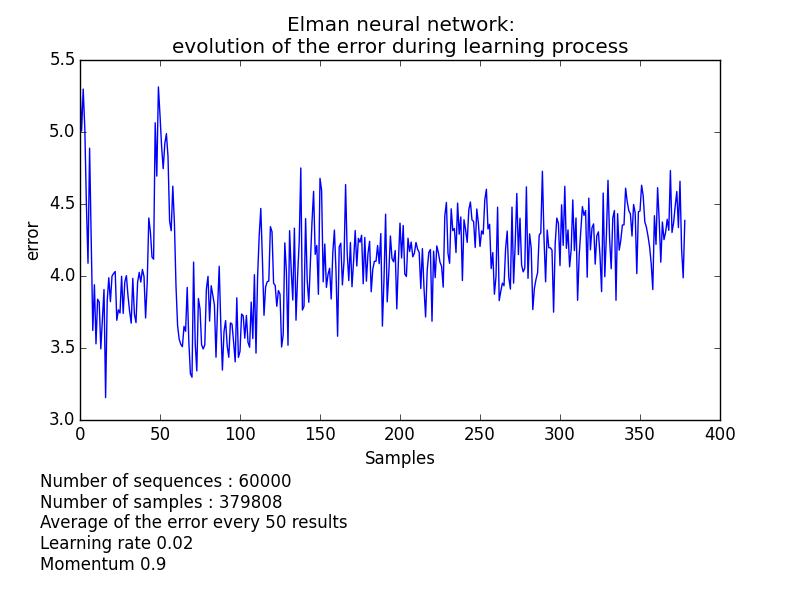 Elman neural network:
evolution of the error during learning process
5.5
5.0
4.5
4.0
3.5
3.0
error
0 50 100 150 200 250 300 350 400
Samples
Number of sequences : 60000
Number of samples : 379808
Average of the error every 50 results
Learning rate 0.02
Momentum 0.9